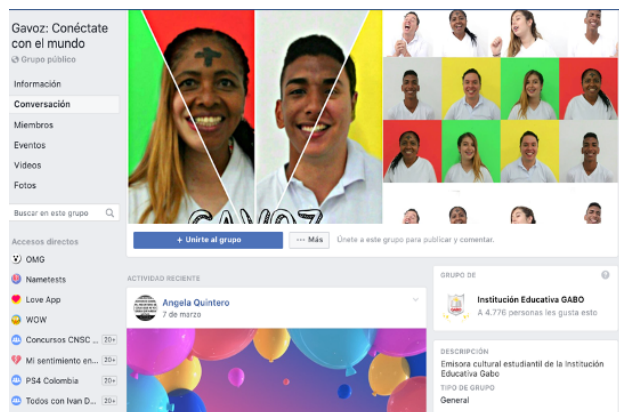 Gavoz: Conéctate
con el mundo
Grupo público
Información
Conversación
Miembros
Eventos
Videos
Fotos
Buscar en este grupo
Accesos directos
OMG
Nametests
Love App
WOW
Concursos CNSC ... 20+
Mi sentimiento en... 20+
PS4 Colombia 20+
Todos con Ivan D... 20+
GAVOZ
+ Unirte al grupo
··· Más
Únete a este grupo para publicar y comentar.
ACTIVIDAD RECIENTE
Angela Quintero
7 de marzo
GRUPO DE
Institución Educativa GABO
A 4.776 personas les gusta esto
DESCRIPCIÓN
Emisora cultural estudiantil de la Institución
Educativa Gabo
TIPO DE GRUPO
General